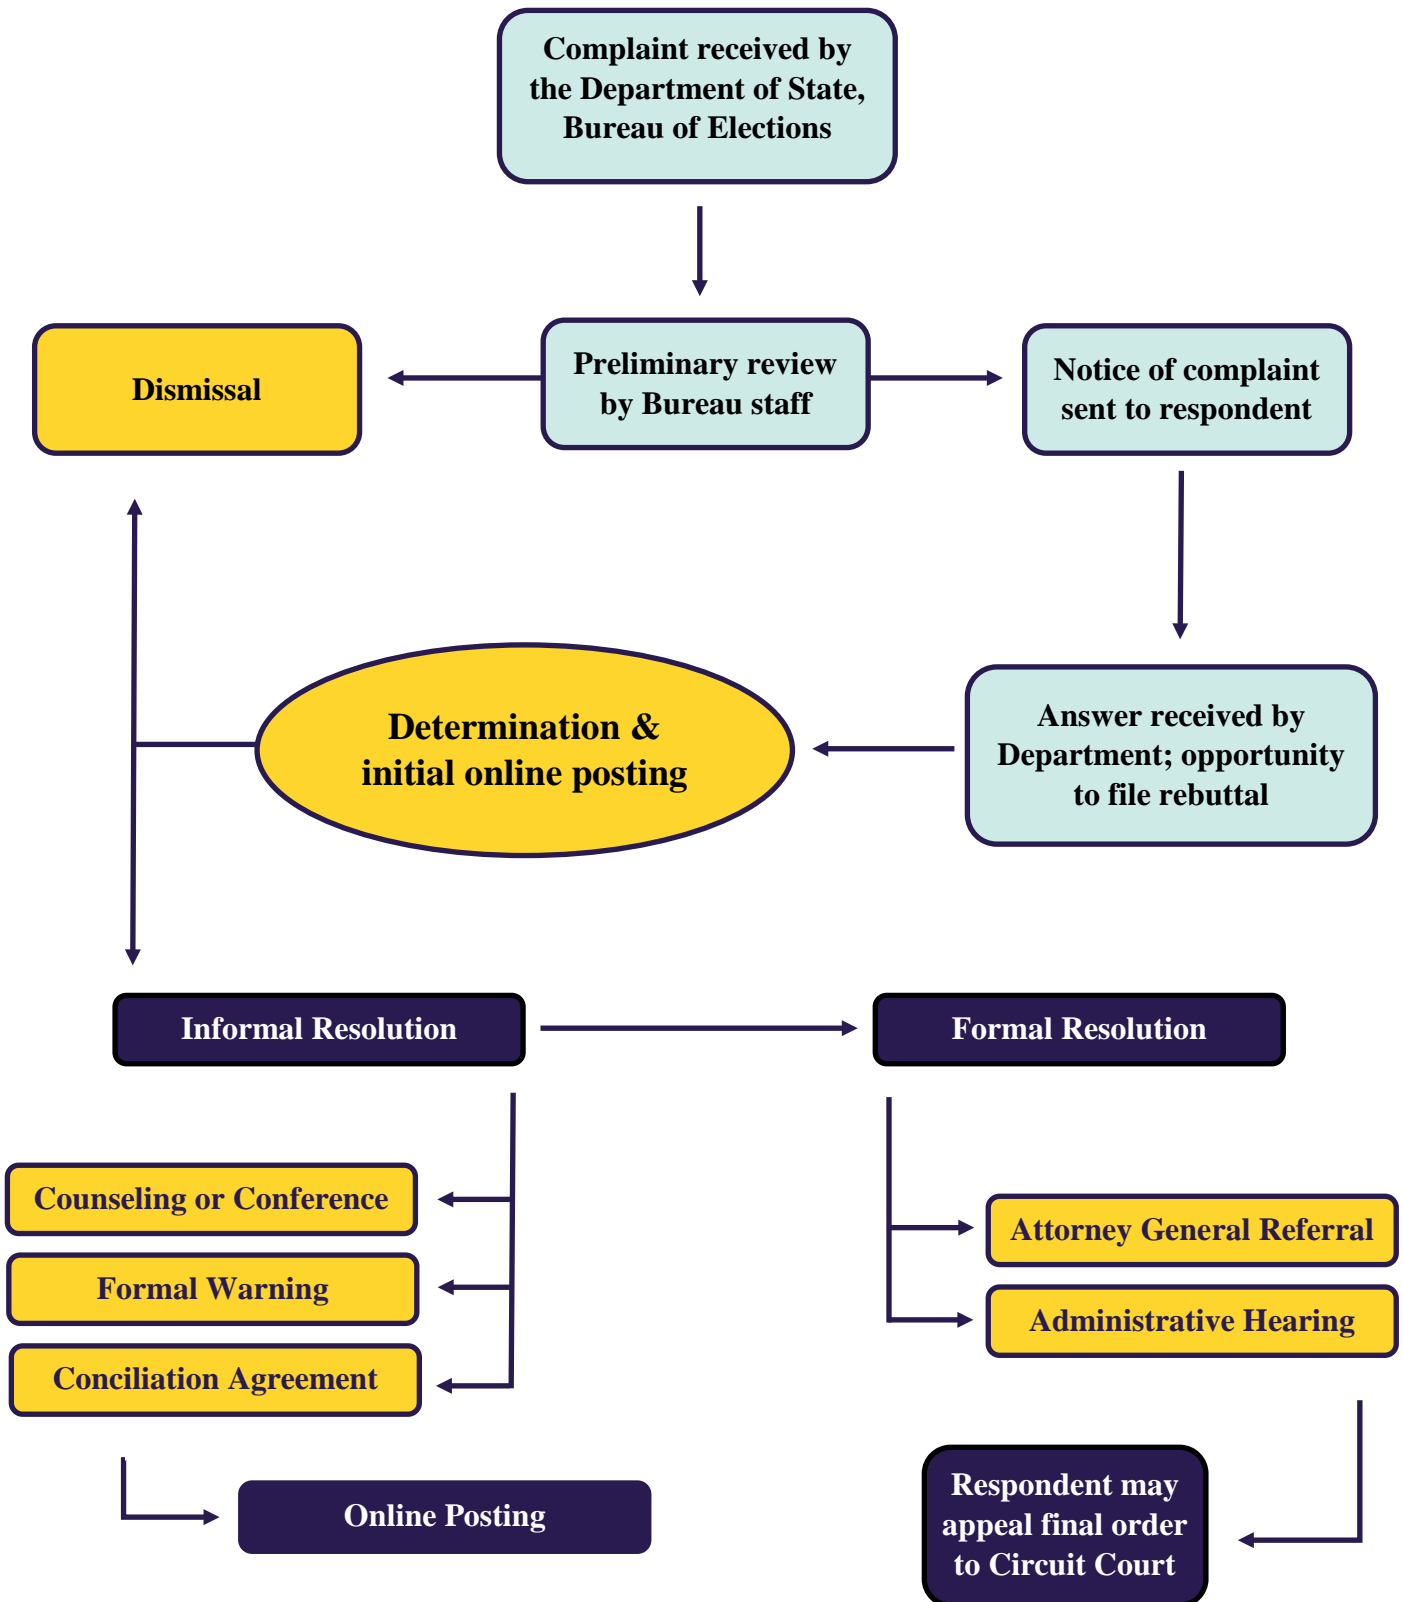 Complaint received by
the Department of State,
Bureau of Elections
Dismissal
Preliminary review
by Bureau staff
Notice of complaint
sent to respondent
Determination &
initial online posting
Answer received by
Department; opportunity
to file rebuttal
Informal Resolution
Formal Resolution
Counseling or Conference
Formal Warning
Conciliation Agreement
Attorney General Referral
Administrative Hearing
Online Posting
Respondent may
appeal final order
to Circuit Court